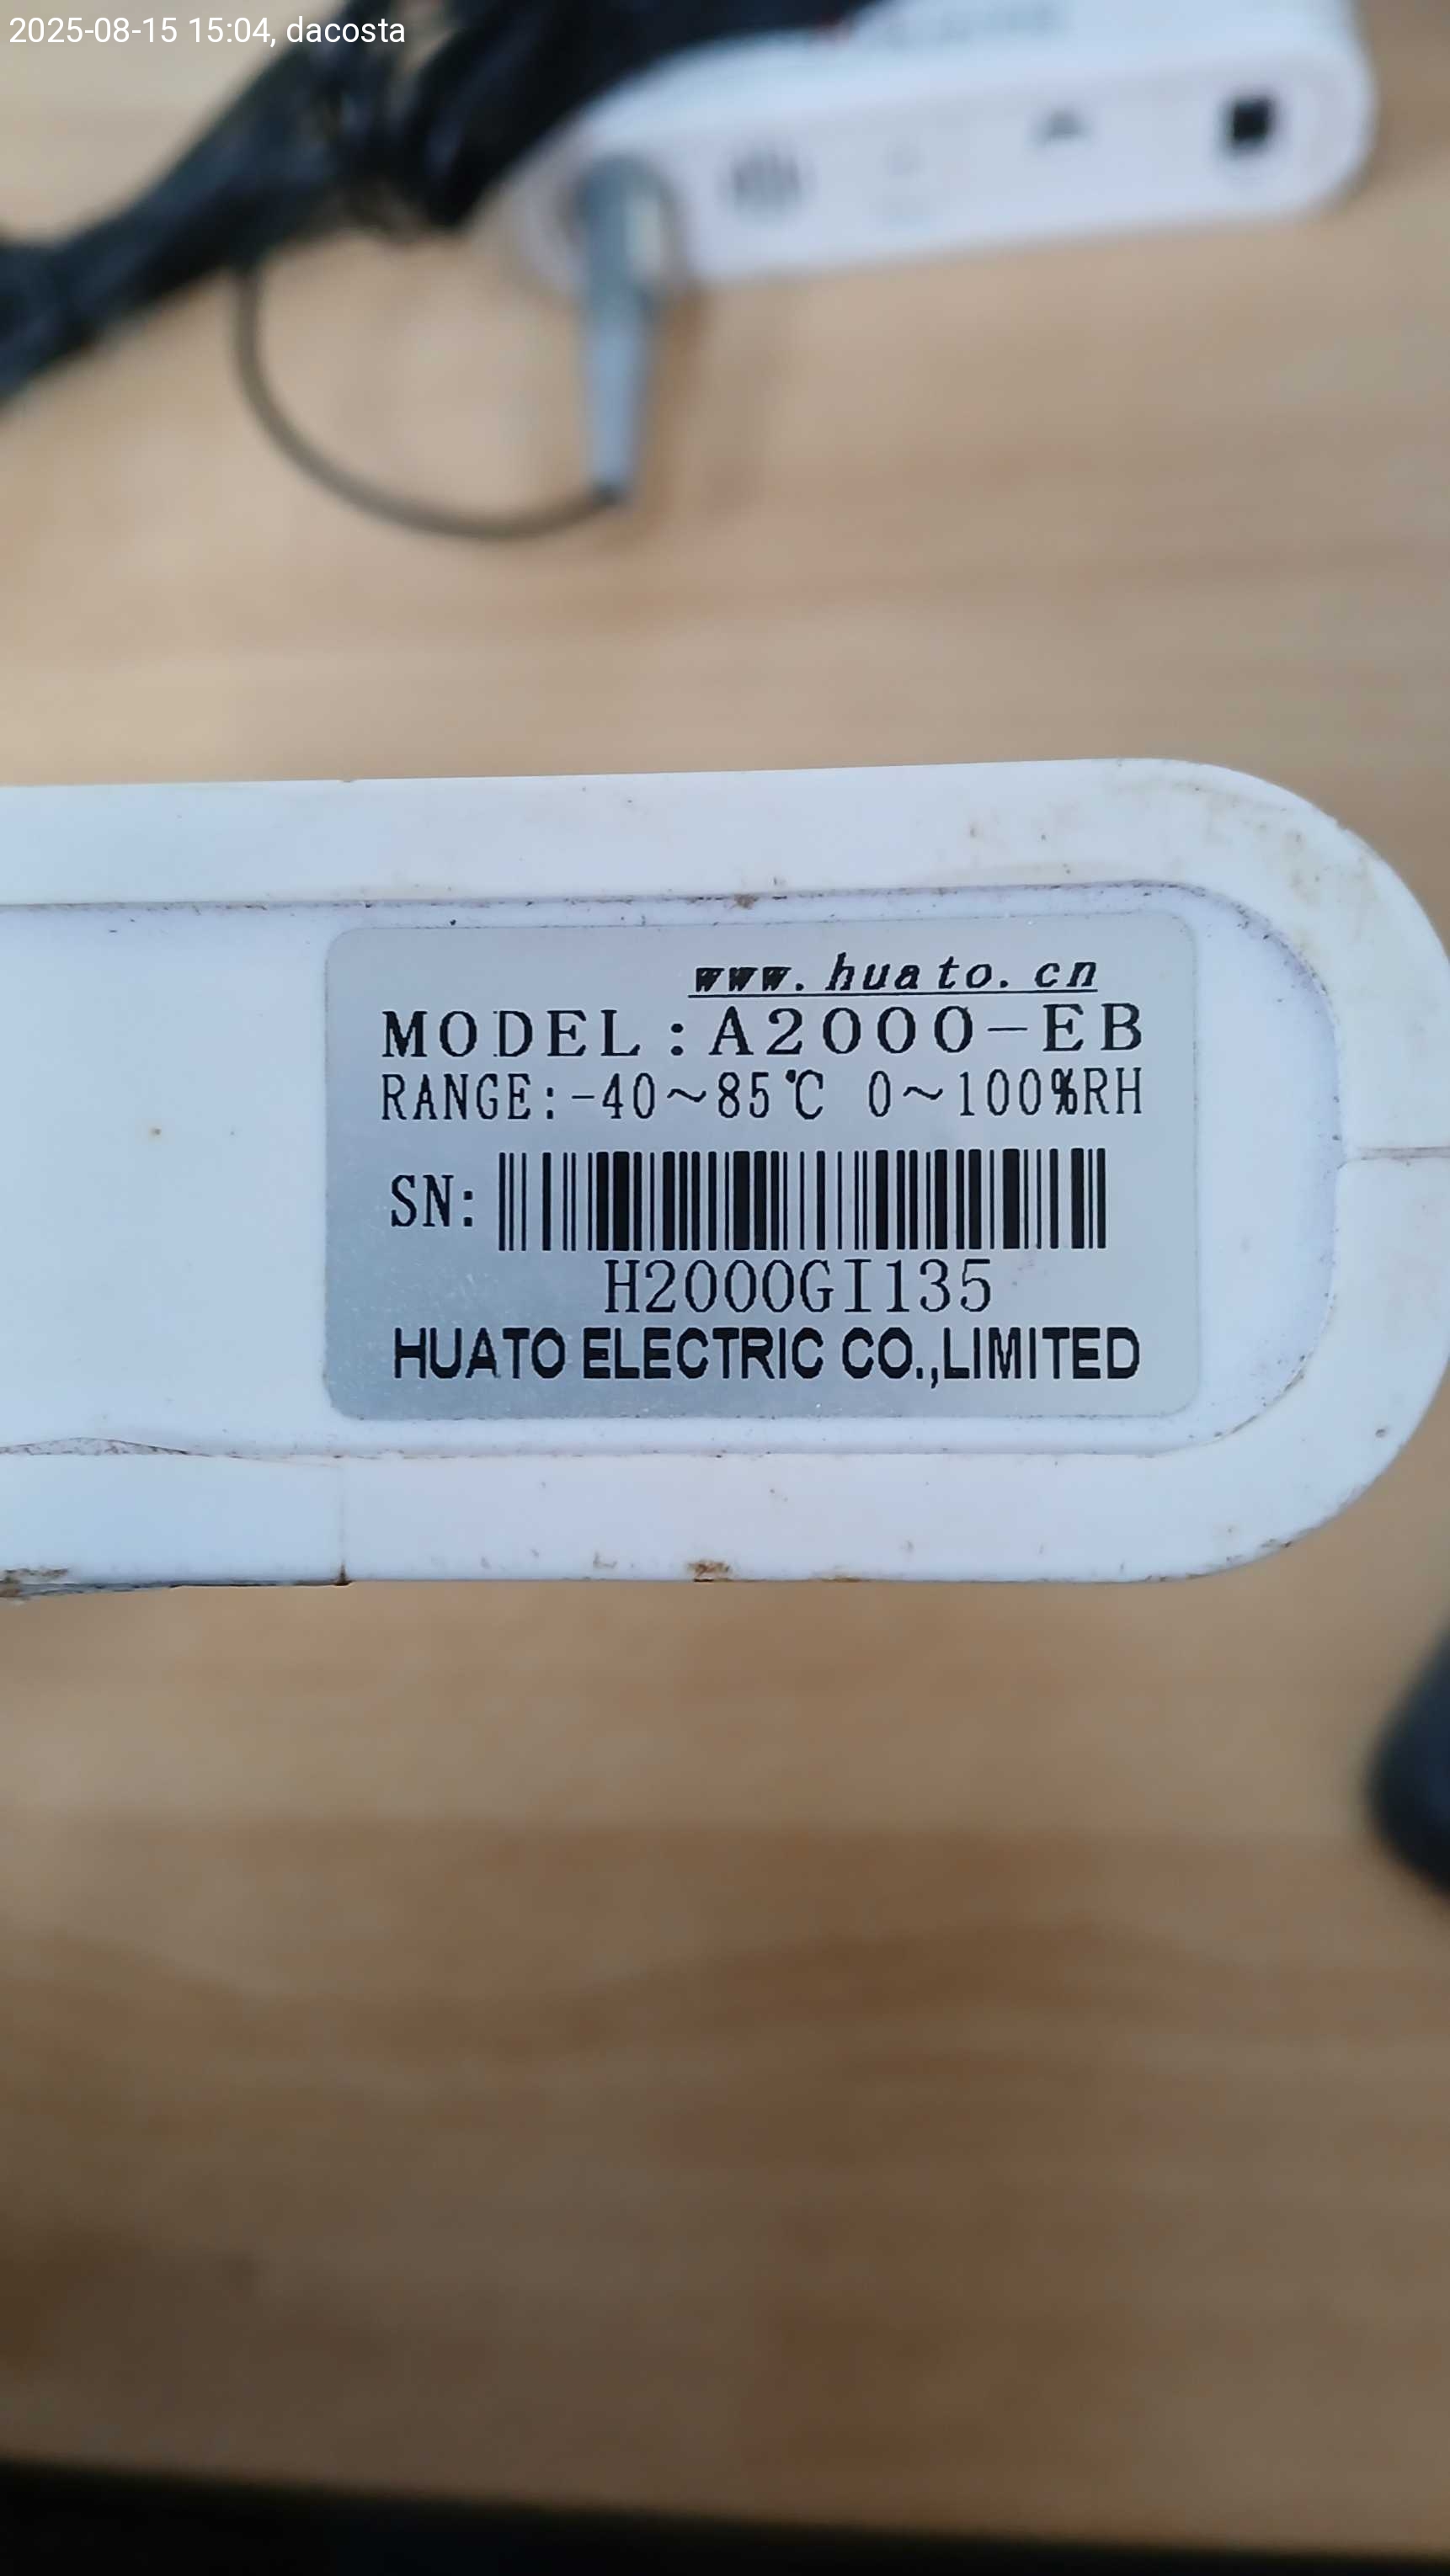 2025-08-15 15:04, dacosta
www.huato.cn
MODEL:A2000-EB
RANGE:-40~85℃ 0~100%RH
SN:
H2000GI135
HUATO ELECTRIC CO.,LIMITED